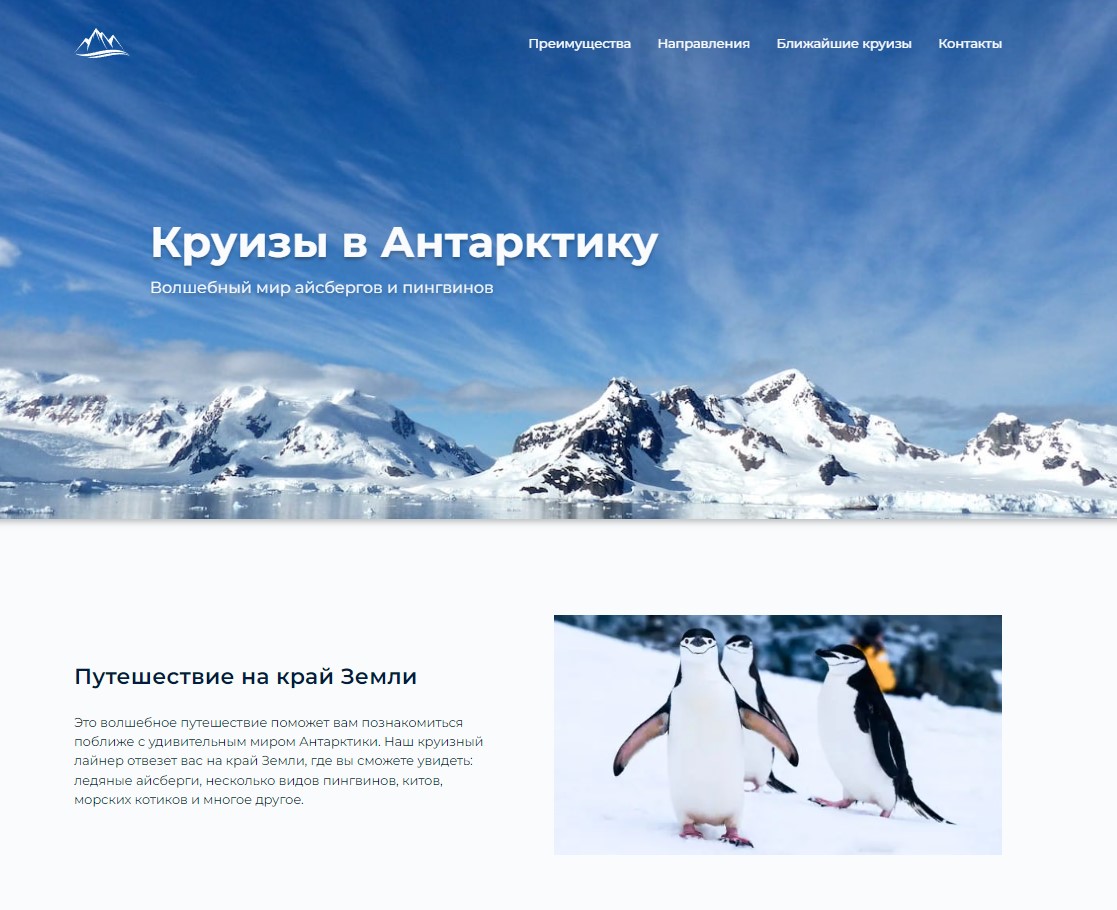 Преимущества Направления Ближайшие круизы Контакты
Круизы в Антарктику
Волшебный мир айсбергов и пингвинов
Путешествие на край Земли
Это волшебное путешествие поможет вам познакомиться
поближе с удивительным миром Антарктики. Наш круизный
лайнер отвезет вас на край Земли, где вы сможете увидеть:
ледяные айсберги, несколько видов пингвинов, китов,
морских котиков и многое другое.